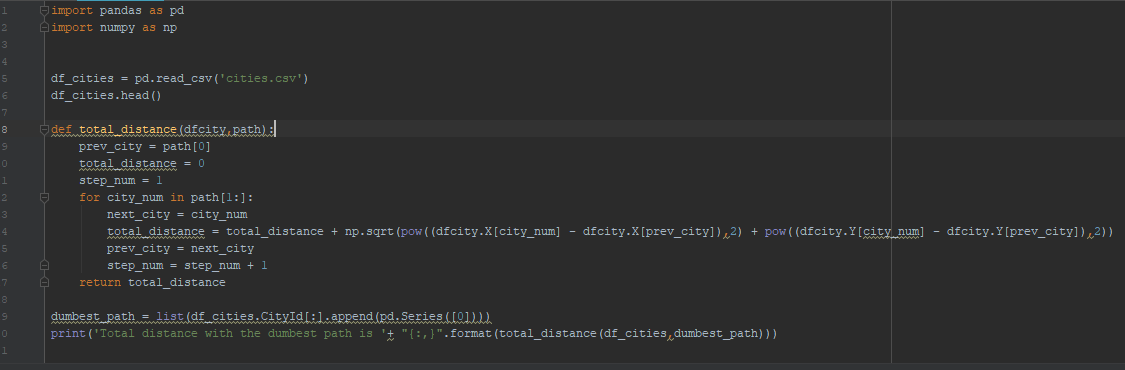 1 import pandas as pd
2 import numpy as np
3
4
5 df_cities = pd.read_csv('cities.csv')
6 df_cities.head()
7
8 def total_distance(dfcity,path):
9     prev_city = path[0]
0     total_distance = 0
1     step_num = 1
2     for city_num in path[1:]:
3         next_city = city_num
4         total_distance = total_distance + np.sqrt(pow((dfcity.X[city_num] - dfcity.X[prev_city]),2) + pow((dfcity.Y[city_num] - dfcity.Y[prev_city]),2))
5         prev_city = next_city
6         step_num = step_num + 1
7     return total_distance
8
9 dumbest_path = list(df_cities.CityId[:].append(pd.Series([0])))
0 print('Total distance with the dumbest path is '+ "{:,}".format(total_distance(df_cities,dumbest_path)))
1